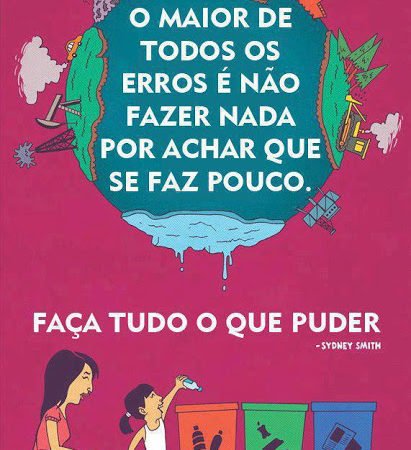 O MAIOR DE
TODOS OS
ERROS É NÃO
FAZER NADA
POR ACHAR QUE
SE FAZ POUCO.
FAÇA TUDO O QUE PUDER
- SYDNEY SMITH